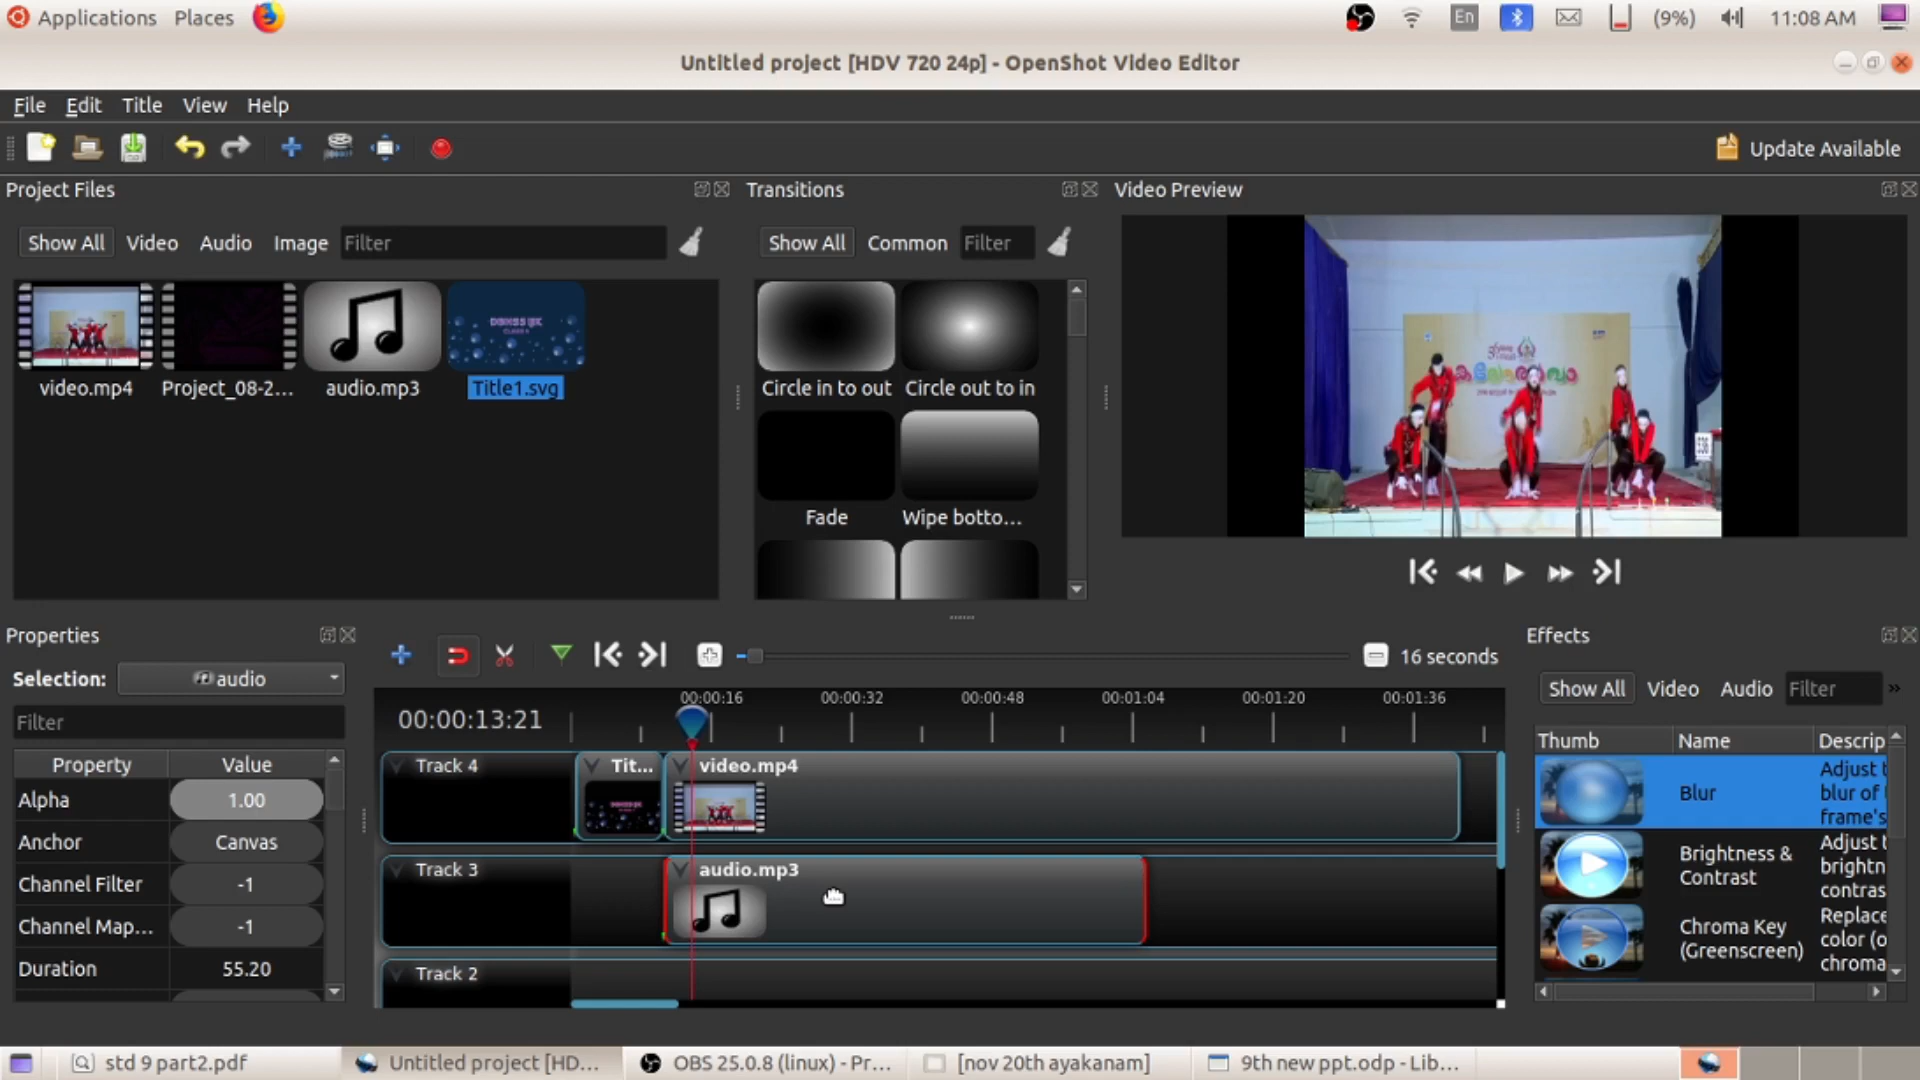 Applications Places En (9%) 11:08 AM
Untitled project [HDV 720 24p] - OpenShot Video Editor
File Edit Title View Help
Update Available
Project Files
Transitions
Video Preview
Show All Video Audio Image Filter
Show All Common Filter
video.mp4 Project_08-2... audio.mp3 Title1.svg
Circle in to out Circle out to in
Fade Wipe botto...
Properties
Effects
Selection: audio
16 seconds
Show All Video Audio Filter »
Filter
00:00:13:21
00:00:16 00:00:32 00:00:48 00:01:04 00:01:20 00:01:36
Property Value
Alpha 1.00
Anchor Canvas
Channel Filter -1
Channel Map... -1
Duration 55.20
Track 4 Tit... video.mp4
Track 3 audio.mp3
Track 2
Thumb Name Descrip
Blur Adjust t
blur of t
frame's
Brightness & Contrast Adjust t
brightn
contras
Chroma Key (Greenscreen) Replace
color (o
chroma
std 9 part2.pdf Untitled project [HD... OBS 25.0.8 (linux) - Pr... [nov 20th ayakanam] 9th new ppt.odp - Lib...